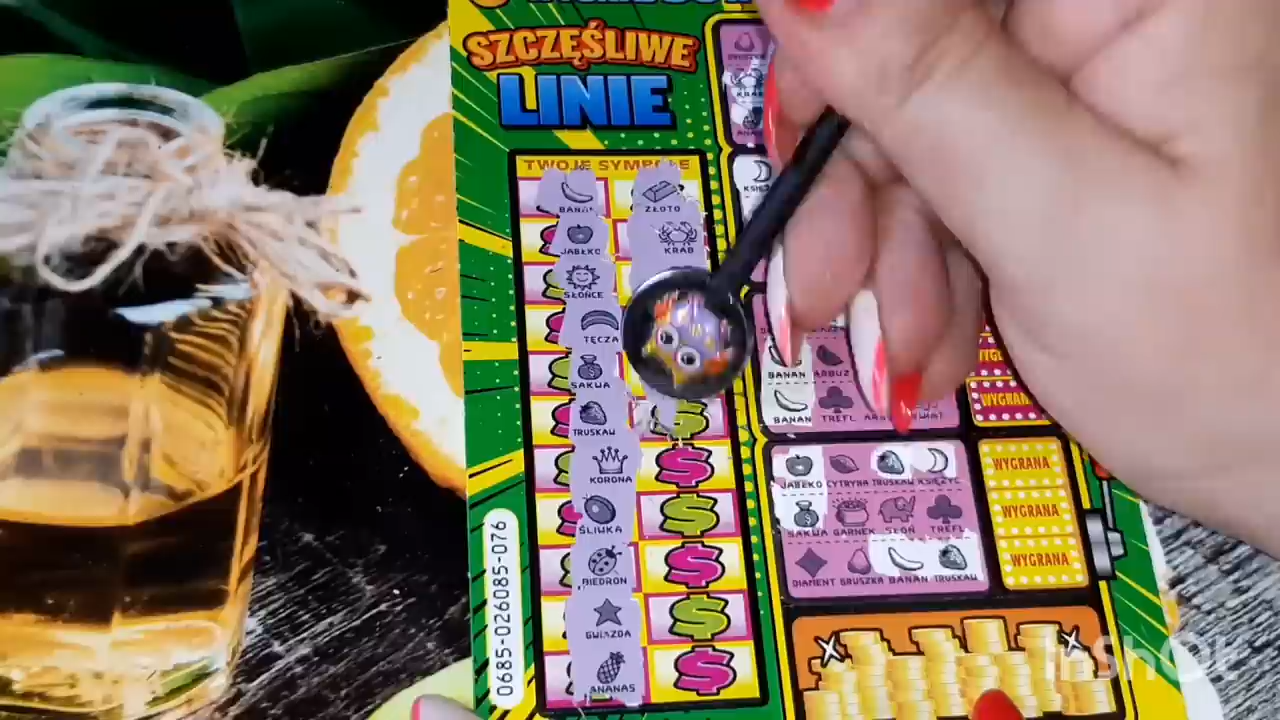 SZCZĘŚLIWE
LINIE
TWOJE SYMBOLE
BANAN
ZŁOTO
JABŁKO
KRAB
SŁOŃCE
TĘCZA
SAKWA
TRUSKAW
KORONA
ŚLIWKA
BIEDRON
GWIAZDA
ANANAS
0685-026085-076
KRAB
BANAN ARBUZ
BANAN TREFL
JABŁKO CYTRYNA TRUSKAW KSIĘŻYC
SAKWA GARNEK SŁOŃ TREFL
DIAMENT GRUSZKA BANAN TRUSKAW
WYGRANA
WYGRANA
WYGRANA
WYGRANA
InShOt